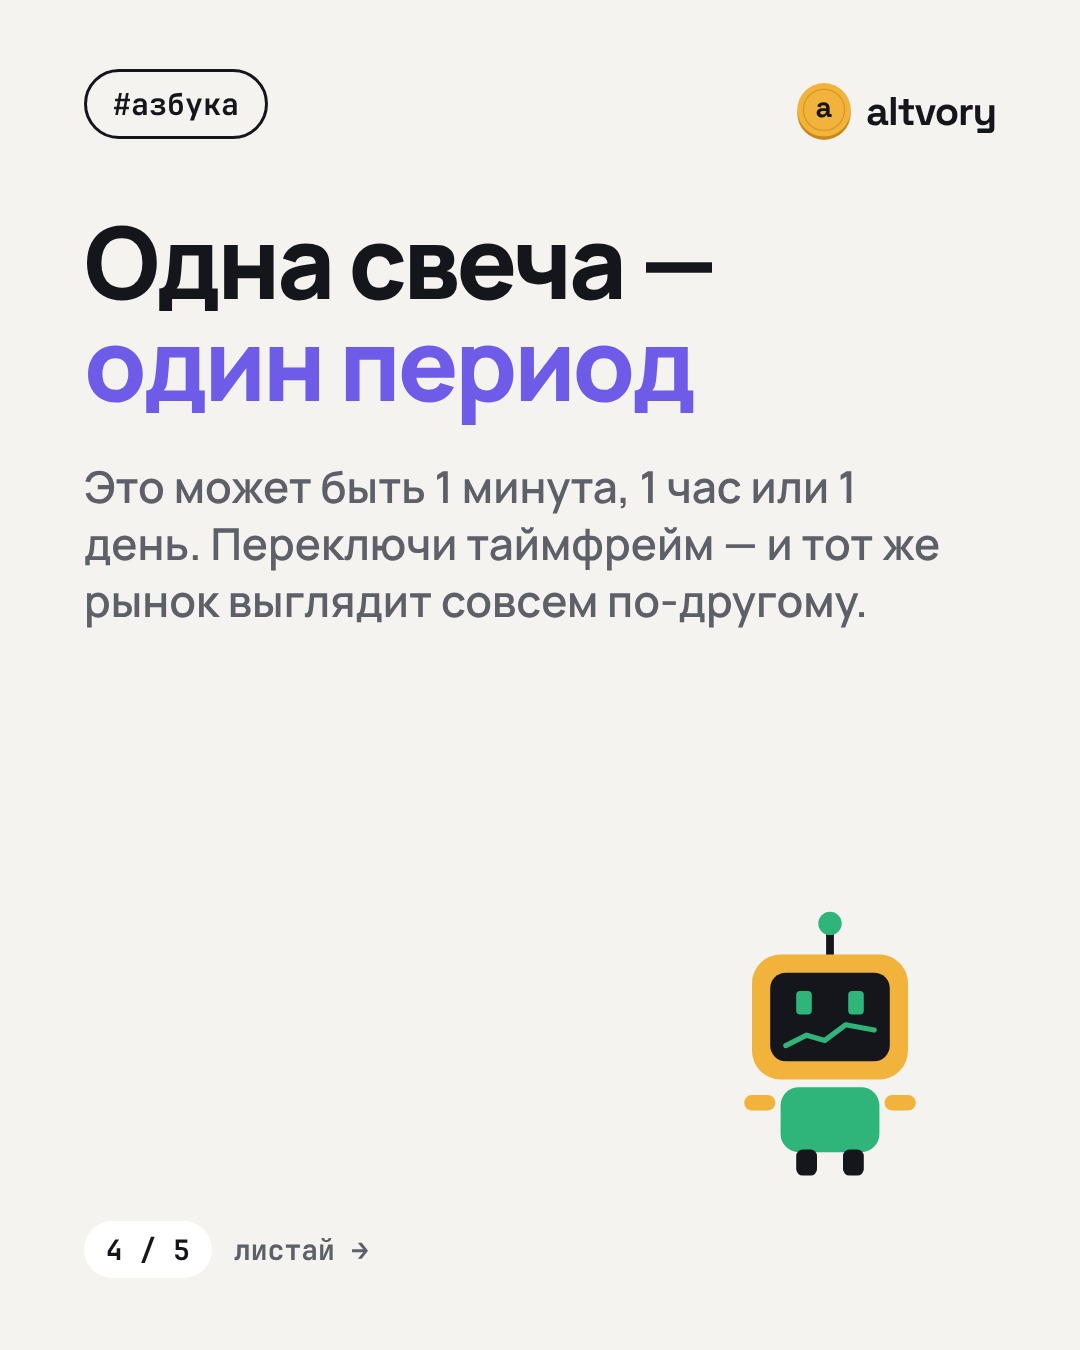 #азбука
a altvory
Одна свеча —
один период
Это может быть 1 минута, 1 час или 1
день. Переключи таймфрейм — и тот же
рынок выглядит совсем по-другому.
4 / 5 листай →